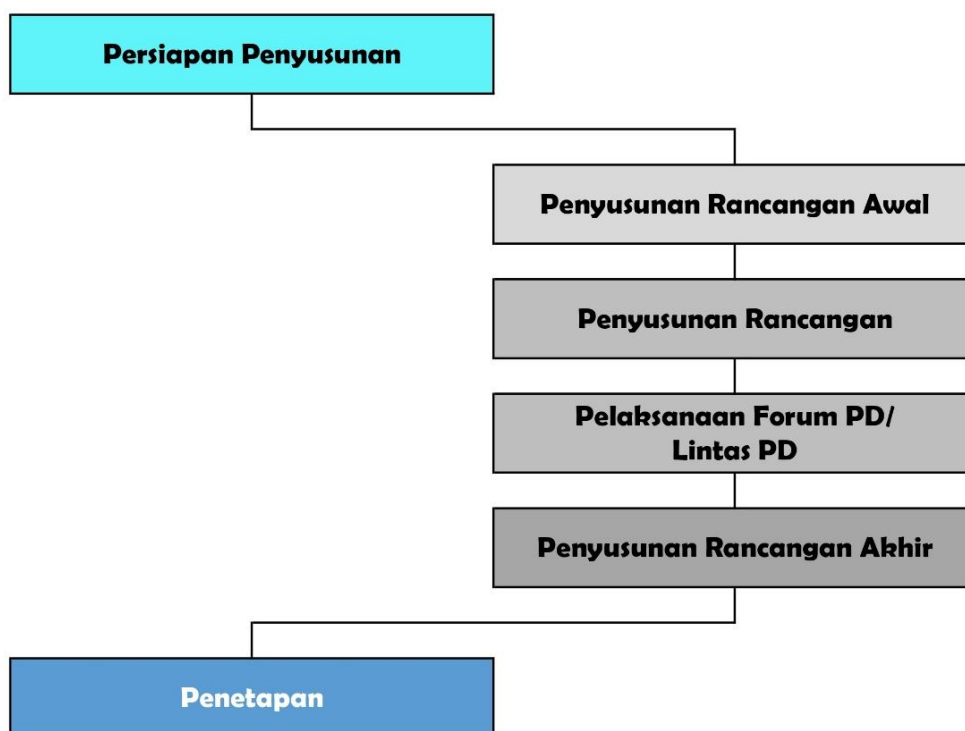 Persiapan Penyusunan
Penyusunan Rancangan Awal
Penyusunan Rancangan
Pelaksanaan Forum PD/
Lintas PD
Penyusunan Rancangan Akhir
Penetapan